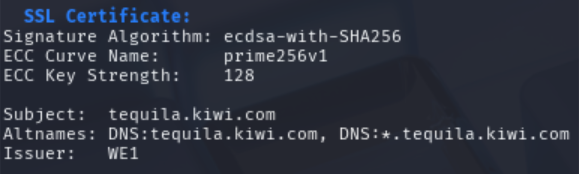 SSL Certificate:
Signature Algorithm: ecdsa-with-SHA256
ECC Curve Name: prime256v1
ECC Key Strength: 128
Subject: tequila.kiwi.com
Altnames: DNS:tequila.kiwi.com, DNS:*.tequila.kiwi.com
Issuer: WE1